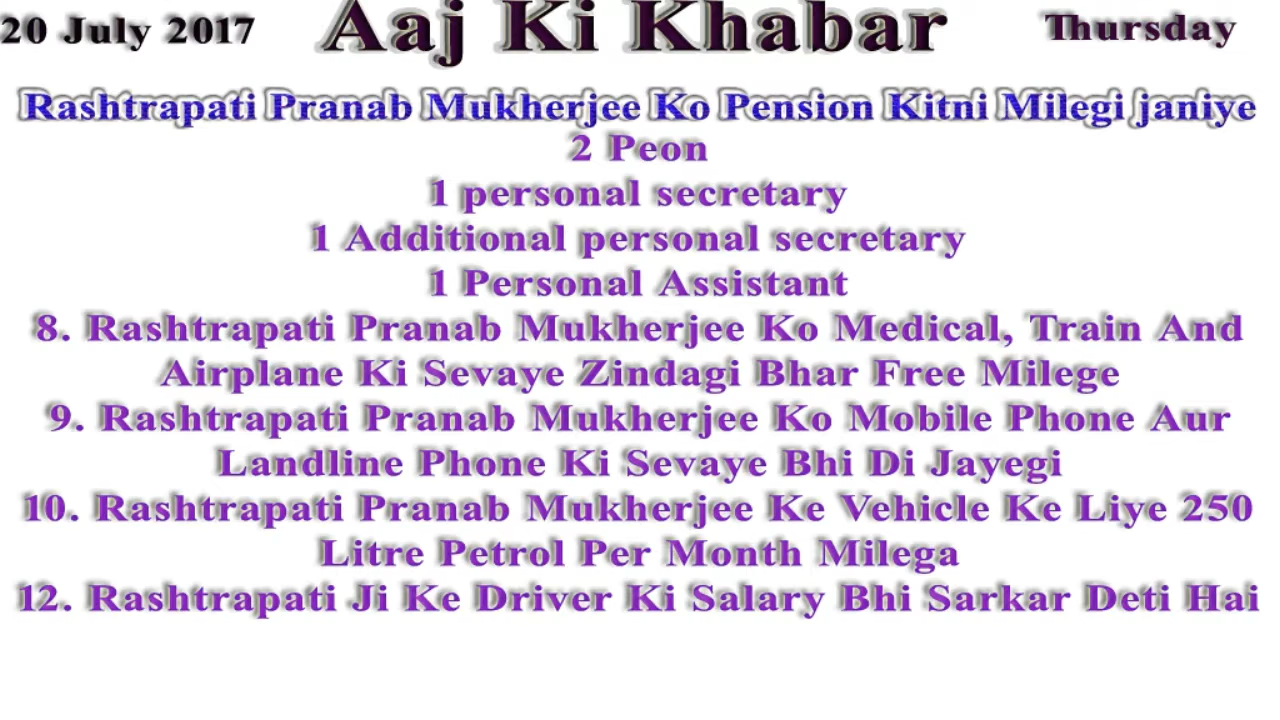 20 July 2017 Aaj Ki Khabar Thursday
Rashtrapati Pranab Mukherjee Ko Pension Kitni Milegi janiye
2 Peon
1 personal secretary
1 Additional personal secretary
1 Personal Assistant
8. Rashtrapati Pranab Mukherjee Ko Medical, Train And
Airplane Ki Sevaye Zindagi Bhar Free Milege
9. Rashtrapati Pranab Mukherjee Ko Mobile Phone Aur
Landline Phone Ki Sevaye Bhi Di Jayegi
10. Rashtrapati Pranab Mukherjee Ke Vehicle Ke Liye 250
Litre Petrol Per Month Milega
12. Rashtrapati Ji Ke Driver Ki Salary Bhi Sarkar Deti Hai